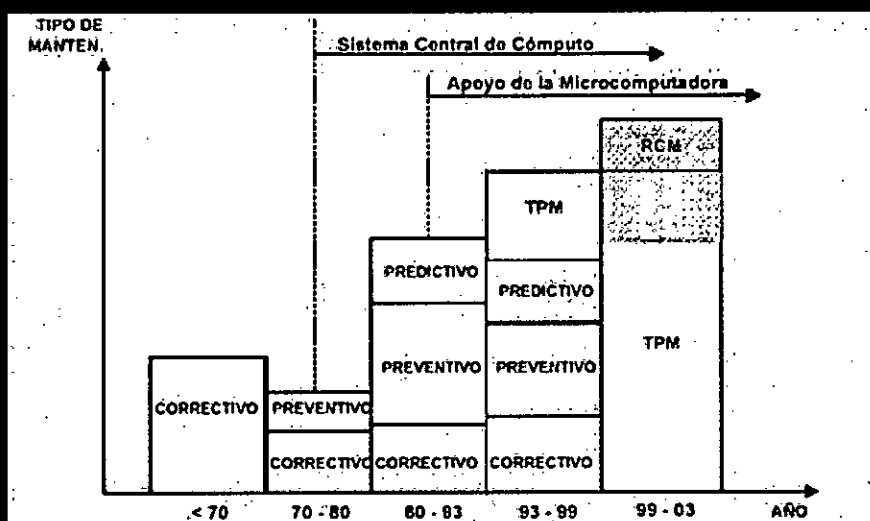 TIPO DE
MANTEN.
Sistema Central de Cómputo
Apoyo de la Microcomputadora
RCM
TPM
PREDICTIVO
PREDICTIVO
TPM
CORRECTIVO
PREVENTIVO
PREVENTIVO
PREVENTIVO
CORRECTIVO
CORRECTIVO
CORRECTIVO
< 70
70 - 80
80 - 93
93 - 99
99 - 03
AÑO